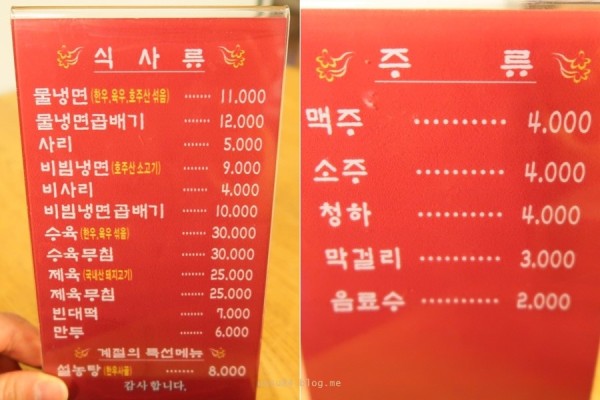 식사류
물냉면(한우,육우,호주산 섞음) ······· 11.000
물냉면곱배기 ······· 12.000
사리 ······· 5.000
비빔냉면(호주산 소고기) ······· 9.000
비사리 ······· 4.000
비빔냉면곱배기 ······· 10.000
수육(한우,육우 섞음) ······· 30.000
수육무침 ······· 30.000
제육(국내산 돼지고기) ······· 25.000
제육무침 ······· 25.000
빈대떡 ······· 7.000
만두 ······· 6.000
계절의 특선메뉴
설농탕(한우사골) ······· 8.000
감사합니다.
주류
맥주 ·········· 4.000
소주 ·········· 4.000
청하 ·········· 4.000
막걸리 ·········· 3.000
음료수 ·········· 2.000